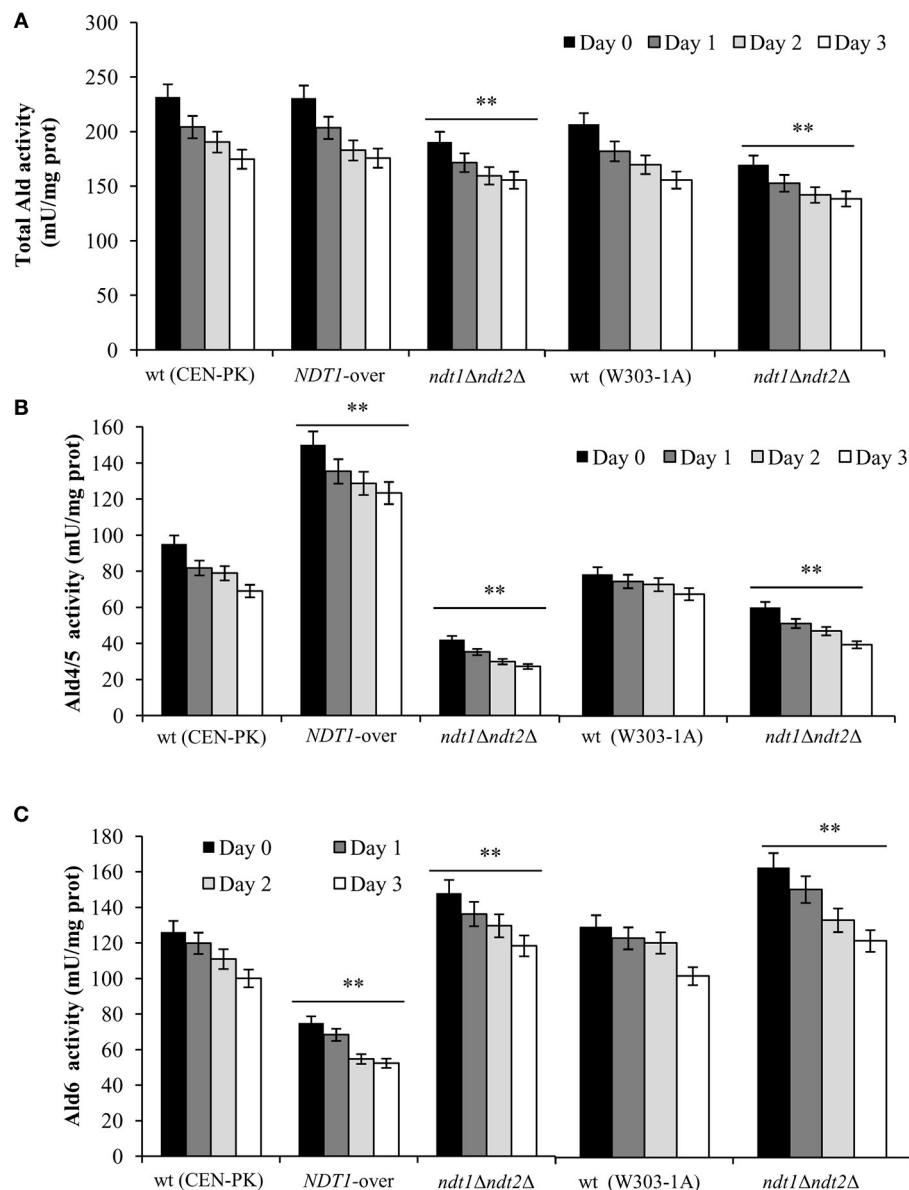 A
Total Ald activity
(mU/mg prot)
300
250
200
150
100
50
0
Day 0 Day 1 Day 2 Day 3
**
**
wt (CEN-PK) NDT1-over ndt1Δndt2Δ wt (W303-1A) ndt1Δndt2Δ
B
Ald4/5 activity (mU/mg prot)
160
140
120
100
80
60
40
20
0
Day 0 Day 1 Day 2 Day 3
**
**
**
wt (CEN-PK) NDT1-over ndt1Δndt2Δ wt (W303-1A) ndt1Δndt2Δ
C
Ald6 activity (mU/mg prot)
180
160
140
120
100
80
60
40
20
0
Day 0 Day 1
Day 2 Day 3
**
**
**
wt (CEN-PK) NDT1-over ndt1Δndt2Δ wt (W303-1A) ndt1Δndt2Δ